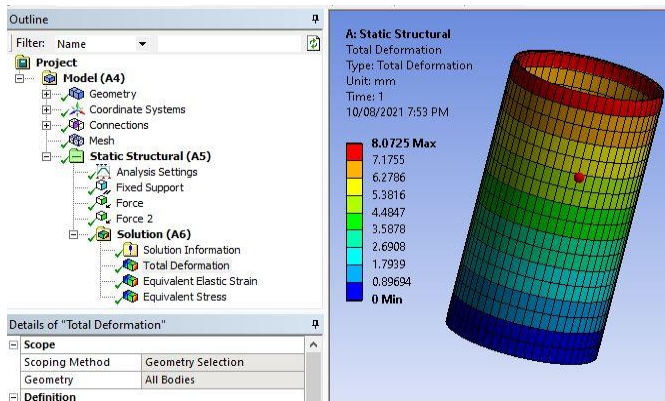 Outline
Filter: Name
Project
Model (A4)
Geometry
Coordinate Systems
Connections
Mesh
Static Structural (A5)
Analysis Settings
Fixed Support
Force
Force 2
Solution (A6)
Solution Information
Total Deformation
Equivalent Elastic Strain
Equivalent Stress
Details of "Total Deformation"
Scope
Scoping Method Geometry Selection
Geometry All Bodies
Definition
A: Static Structural
Total Deformation
Type: Total Deformation
Unit: mm
Time: 1
10/08/2021 7:53 PM
8.0725 Max
7.1755
6.2786
5.3816
4.4847
3.5878
2.6908
1.7939
0.89694
0 Min